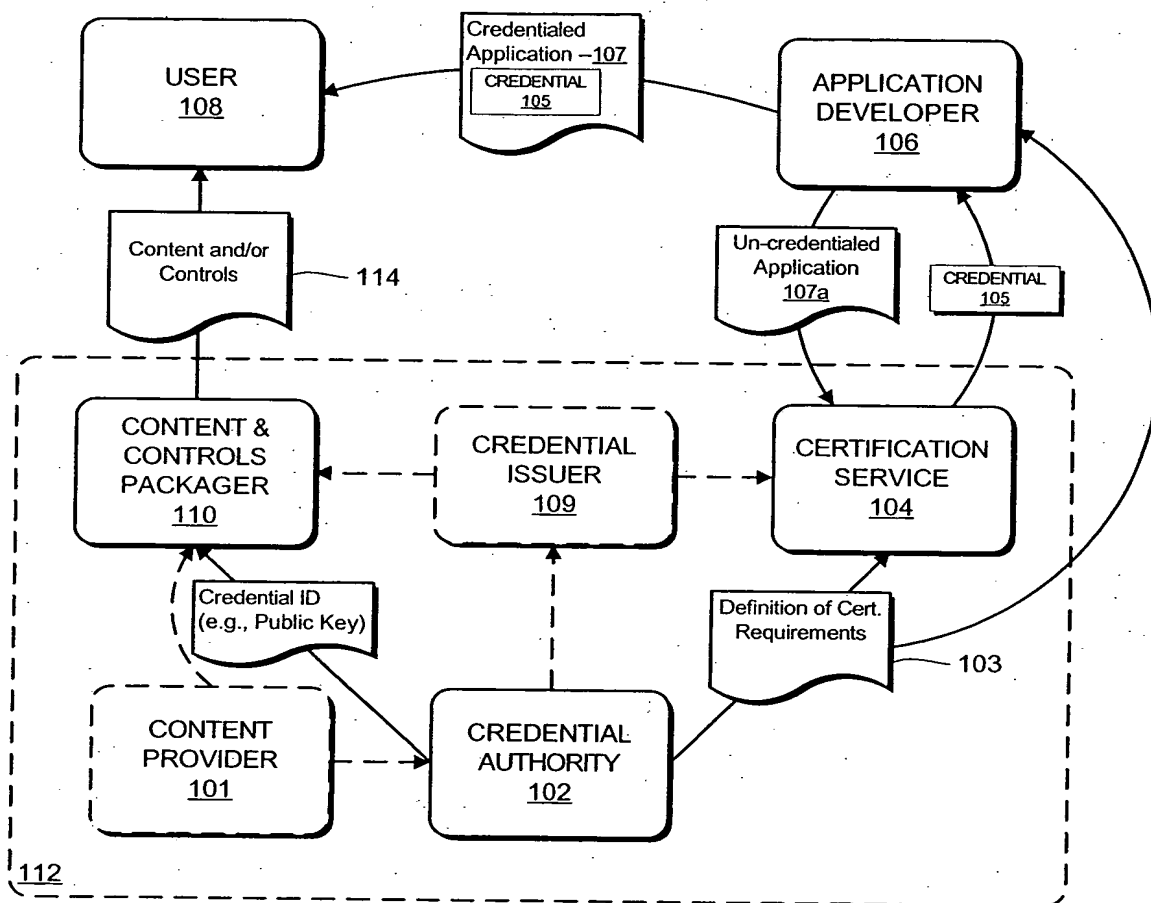 Credentialed
Application –107
CREDENTIAL
105
USER
108
APPLICATION
DEVELOPER
106
Content and/or
Controls
114
Un-credentialed
Application
107a
CREDENTIAL
105
CONTENT &
CONTROLS
PACKAGER
110
CREDENTIAL
ISSUER
109
CERTIFICATION
SERVICE
104
Credential ID
(e.g., Public Key)
Definition of Cert.
Requirements
103
CONTENT
PROVIDER
101
CREDENTIAL
AUTHORITY
102
112